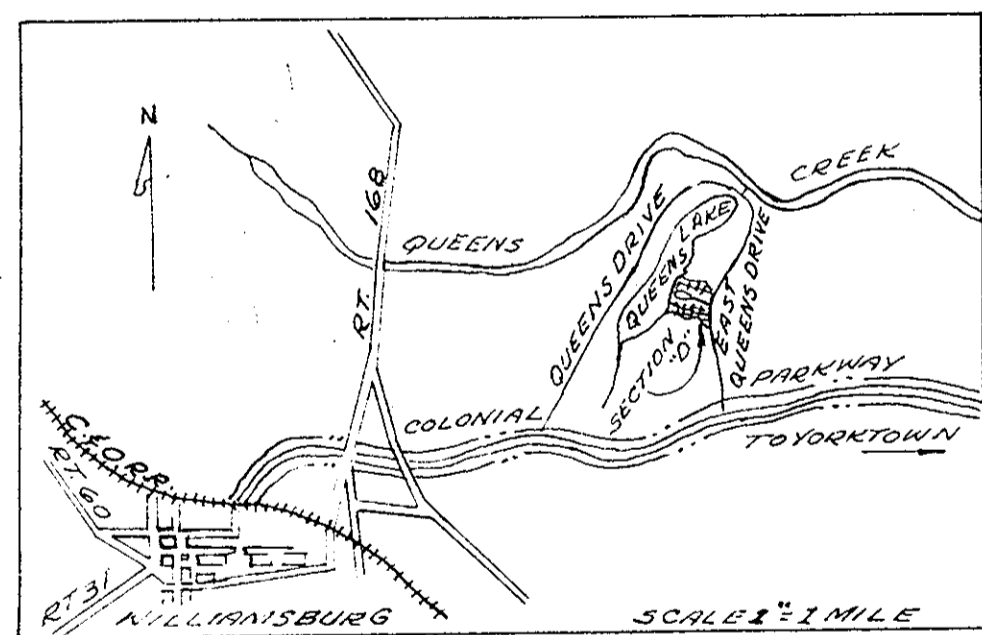 N
RT. 168
QUEENS
CREEK
QUEENS DRIVE
QUEENS LAKE
EAST QUEENS DRIVE
SECTION "D"
COLONIAL
PARKWAY
TO YORKTOWN
C.&O.R.R.
RT. 60
RT 31
WILLIAMSBURG
SCALE 1"=1 MILE